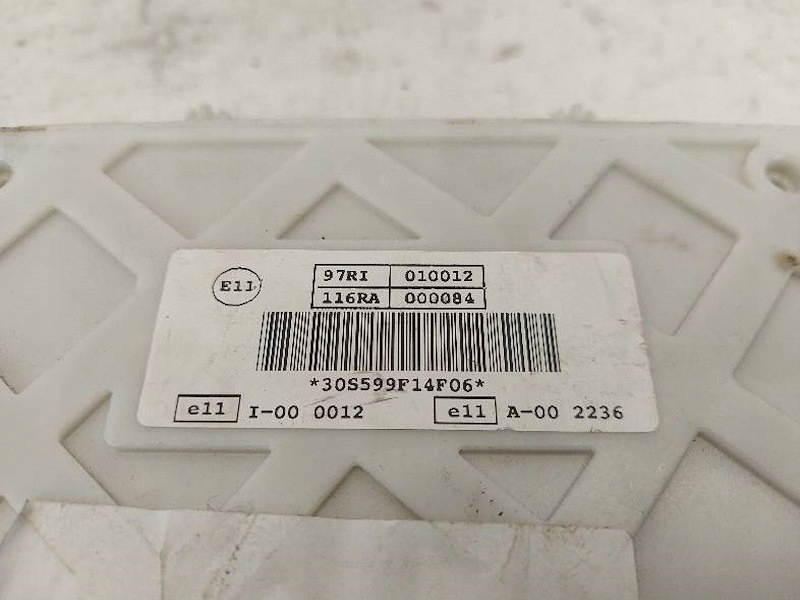 E11
97RI 010012
116RA 000084
*30S599F14F06*
e11 I-00 0012 e11 A-00 2236